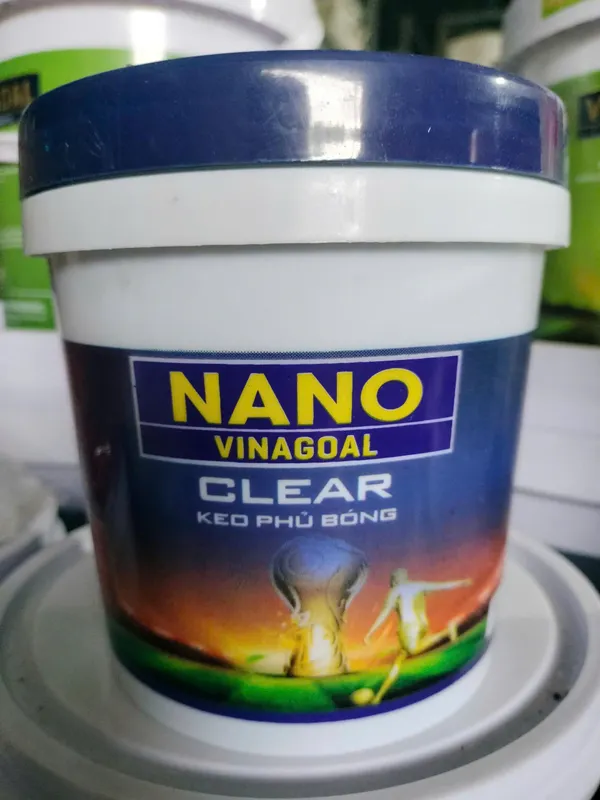 NANO
VINAGOAL
CLEAR
KEO PHỦ BÓNG